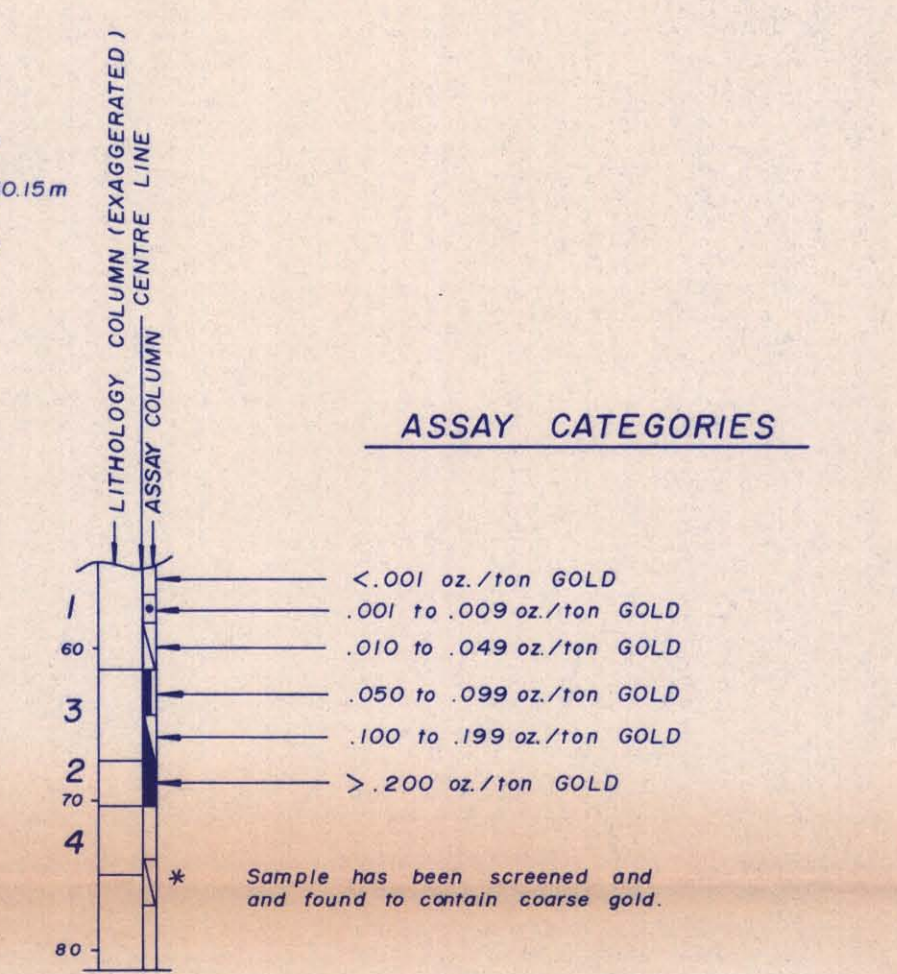 LITHOLOGY COLUMN (EXAGGERATED)
CENTRE LINE
ASSAY COLUMN
0.15 m
ASSAY CATEGORIES
<.001 oz./ton GOLD
1
.001 to .009 oz./ton GOLD
60
.010 to .049 oz./ton GOLD
3
.050 to .099 oz./ton GOLD
.100 to .199 oz./ton GOLD
2
>.200 oz./ton GOLD
70
4
* Sample has been screened and
and found to contain coarse gold.
80